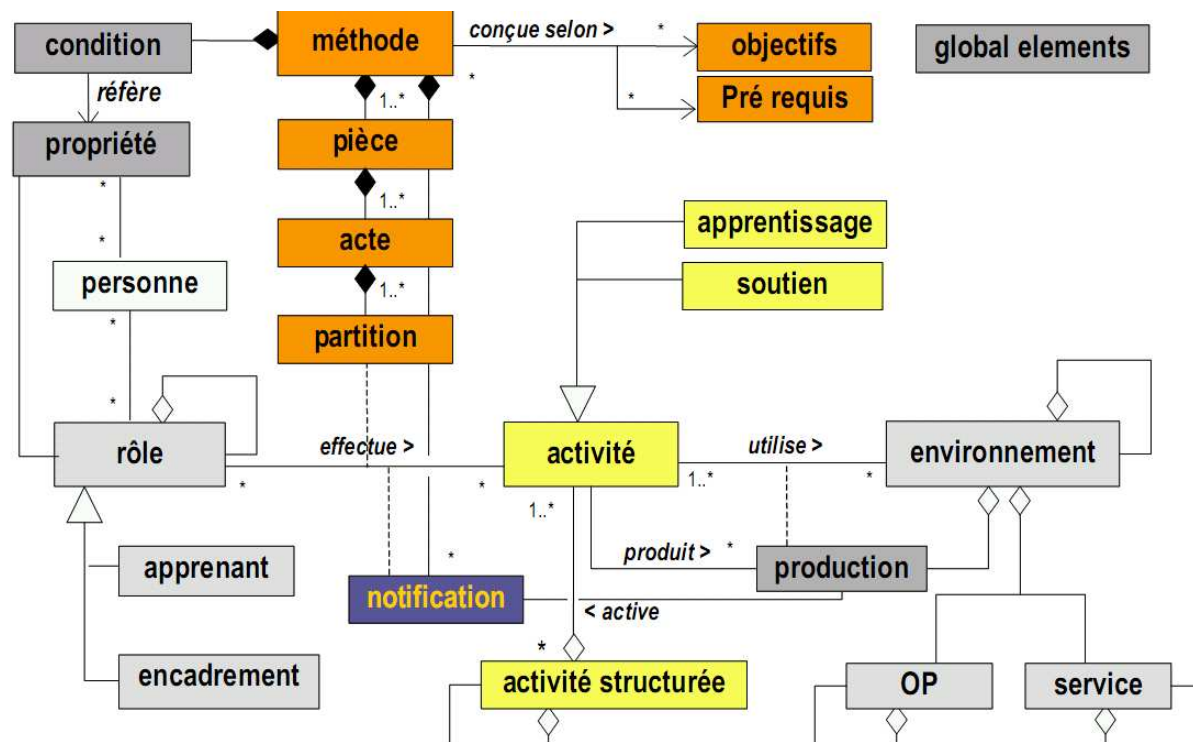 condition
méthode
conçue selon >
*
objectifs
global elements
*
*
Pré requis
réfère
1..*
propriété
pièce
*
1..*
apprentissage
acte
*
soutien
personne
1..*
*
partition
*
rôle
effectue >
activité
utilise >
environnement
*
*
1..*
*
1..*
apprenant
*
produit >
*
production
notification
< active
*
encadrement
activité structurée
OP
service